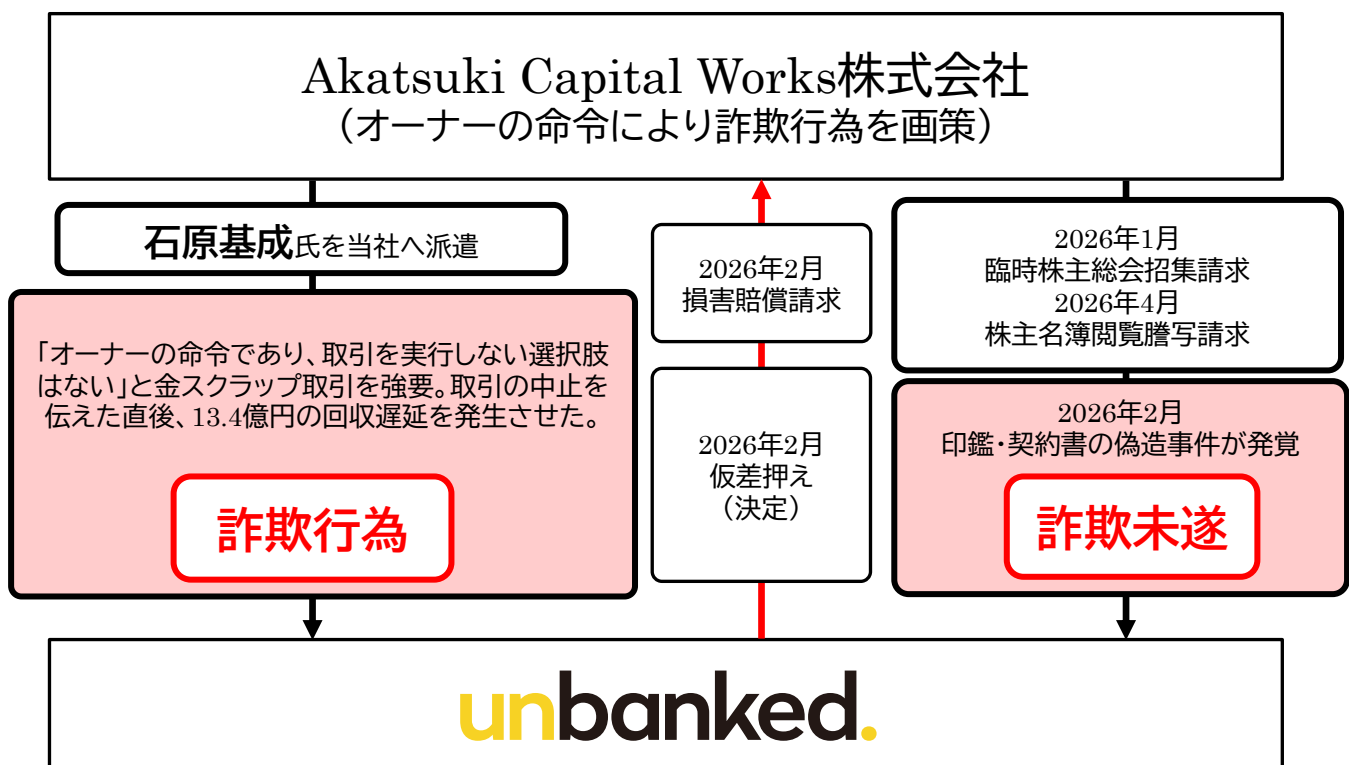 Akatsuki Capital Works株式会社
（オーナーの命令により詐欺行為を画策）
石原基成氏を当社へ派遣
「オーナーの命令であり、取引を実行しない選択肢
はない」と金スクラップ取引を強要。取引の中止を
伝えた直後、13.4億円の回収遅延を発生させた。
詐欺行為
2026年2月
損害賠償請求
2026年2月
仮差押え
（決定）
2026年1月
臨時株主総会招集請求
2026年4月
株主名簿閲覧謄写請求
2026年2月
印鑑・契約書の偽造事件が発覚
詐欺未遂
unbanked.